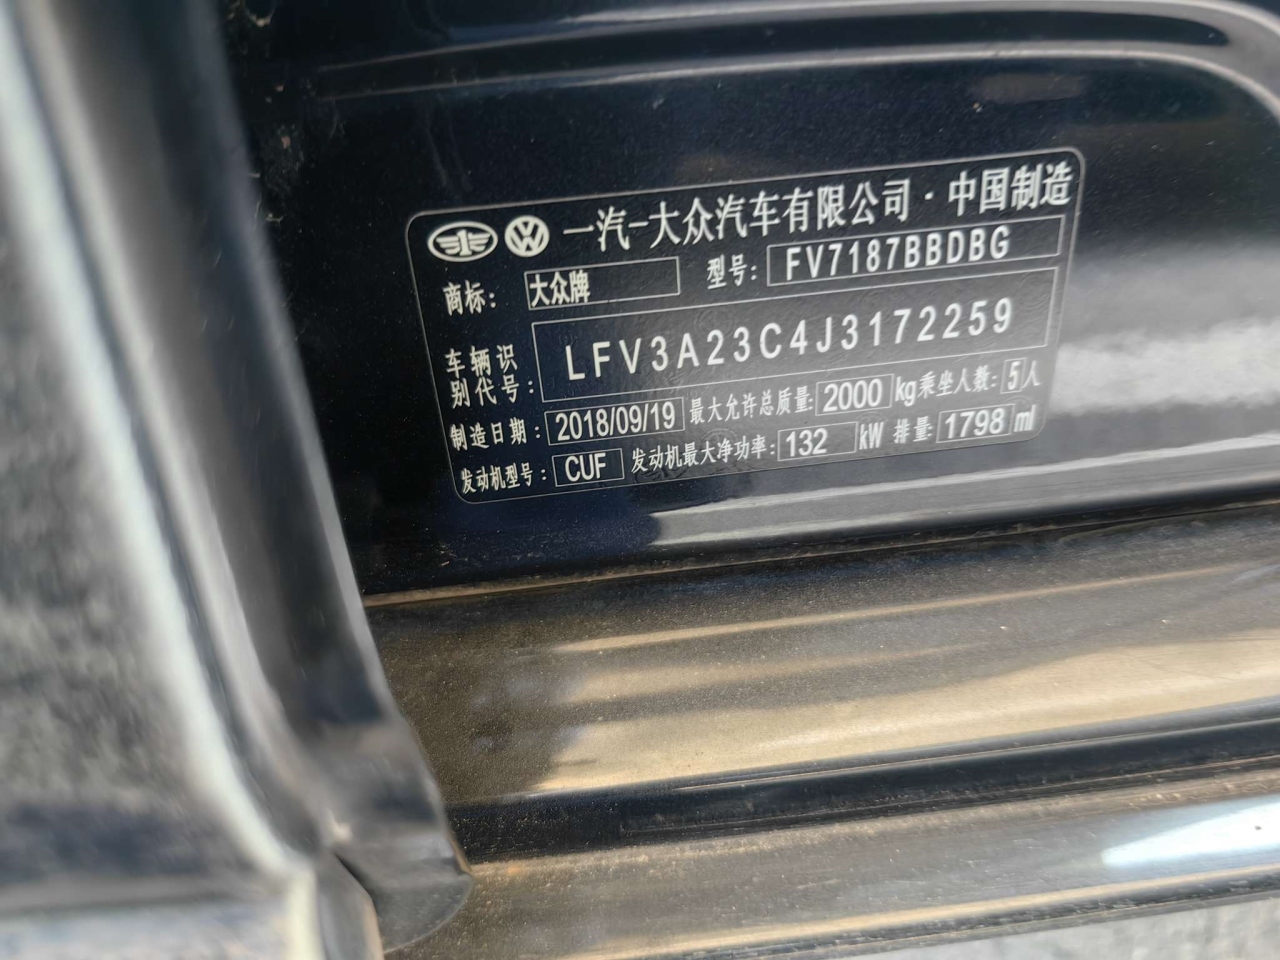 一汽-大众汽车有限公司·中国制造
商标: 大众牌 型号: FV7187BBDBG
车辆识别代号: LFV3A23C4J3172259
制造日期: 2018/09/19 最大允许总质量: 2000 kg 乘坐人数: 5 人
发动机型号: CUF 发动机最大净功率: 132 kW 排量: 1798 ml